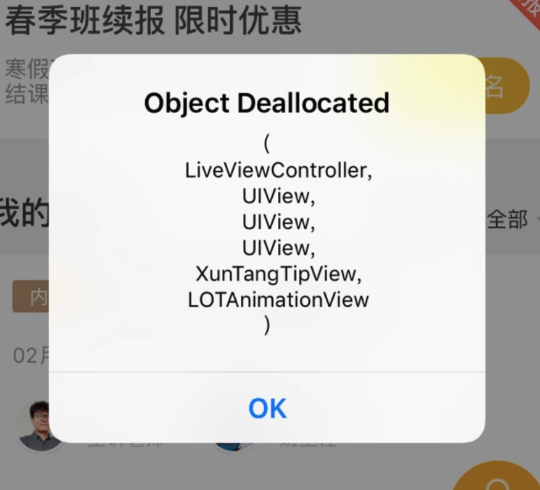 春季班续报 限时优惠
报
寒假
结课
名
Object Deallocated
(
LiveViewController,
UIView,
UIView,
UIView,
XunTangTipView,
LOTAnimationView
)
我的
全部
内
02月
OK